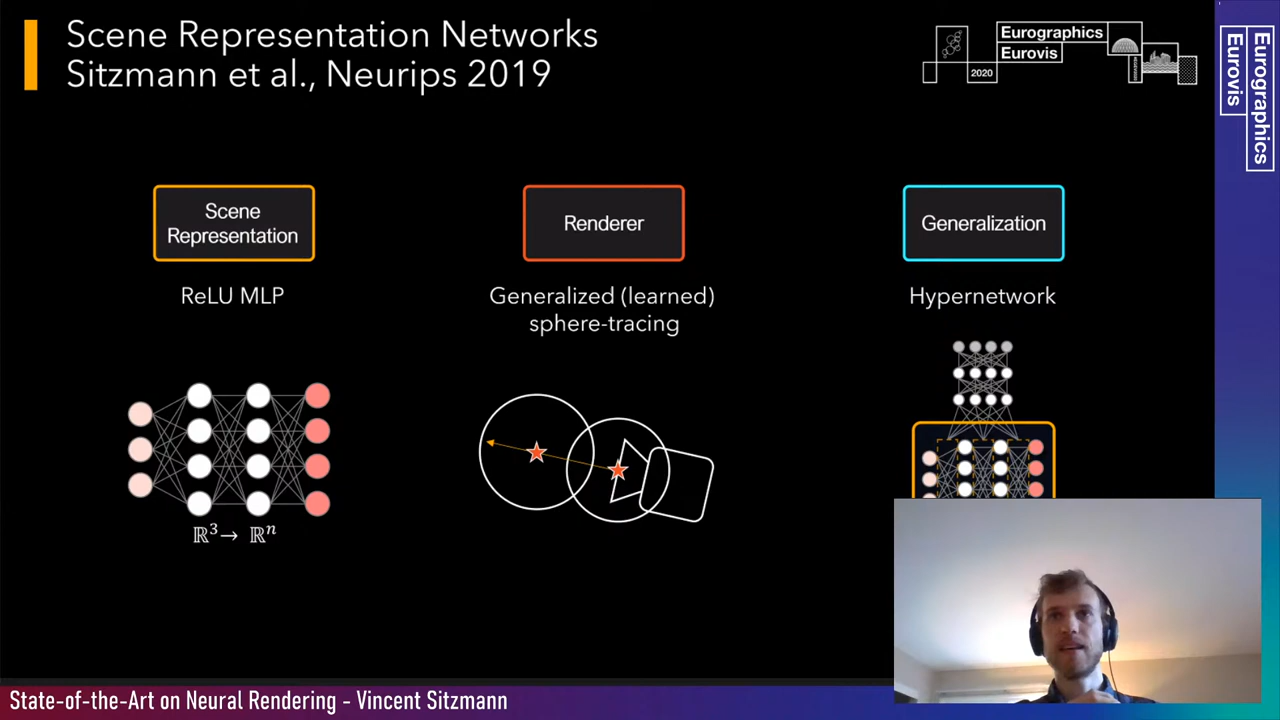 Scene Representation Networks
Sitzmann et al., Neurips 2019
Eurographics
Eurovis
2020
Eurographics
Eurovis
Scene
Representation
Renderer
Generalization
ReLU MLP
Generalized (learned)
sphere-tracing
Hypernetwork
ℝ³→ ℝⁿ
State-of-the-Art on Neural Rendering - Vincent Sitzmann